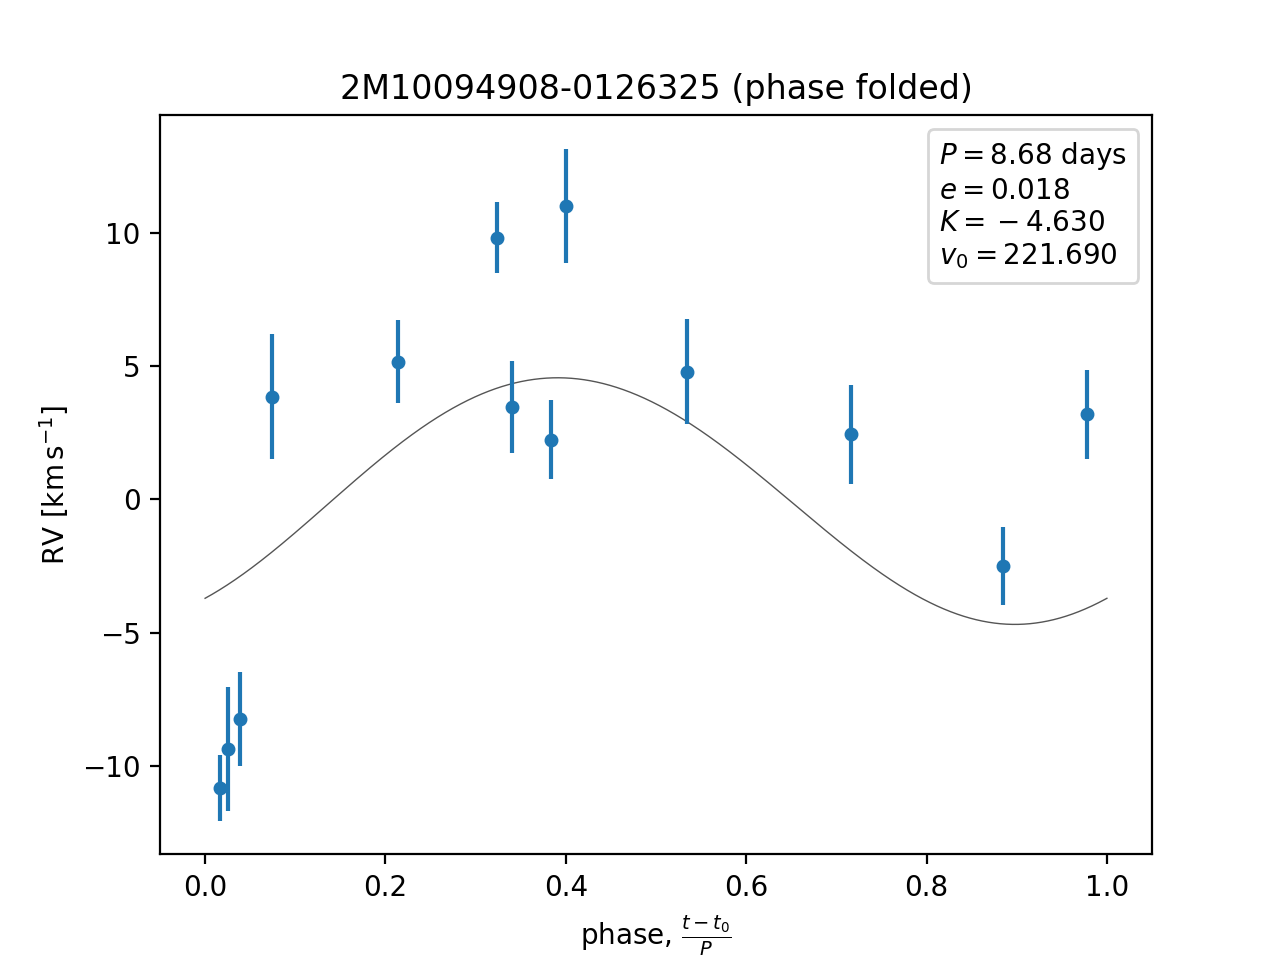 2M10094908-0126325 (phase folded)
P = 8.68 days
e = 0.018
K = −4.630
v₀ = 221.690
RV [km s⁻¹]
10
5
0
−5
−10
0.0 0.2 0.4 0.6 0.8 1.0
phase, (t − t₀)/P